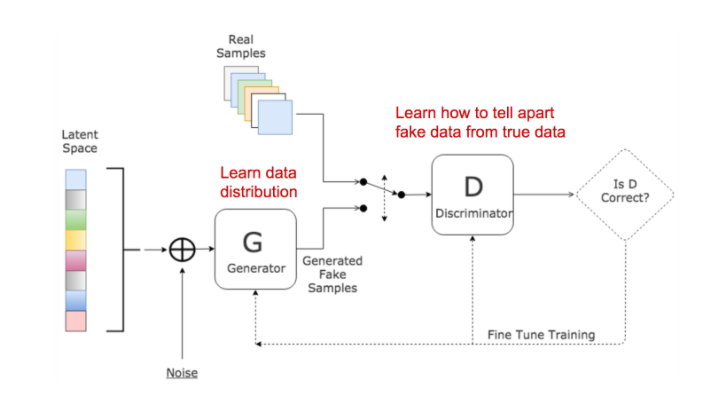 Real
Samples
Learn how to tell apart
fake data from true data
Latent
Space
Learn data
distribution
D
Discriminator
Is D
Correct?
G
Generator
Generated
Fake
Samples
Fine Tune Training
Noise